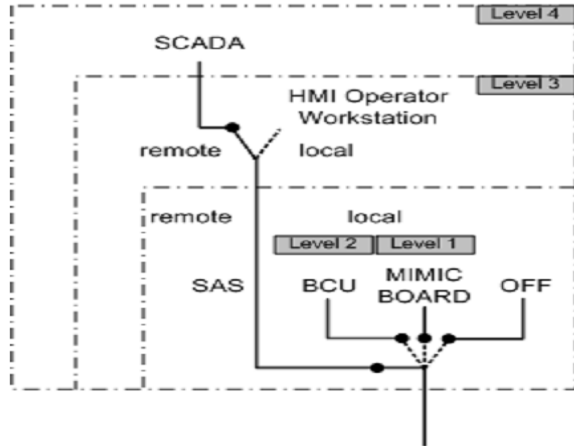 Level 4
SCADA
Level 3
HMI Operator
Workstation
remote local
remote local
Level 2 Level 1
SAS BCU MIMIC
BOARD OFF